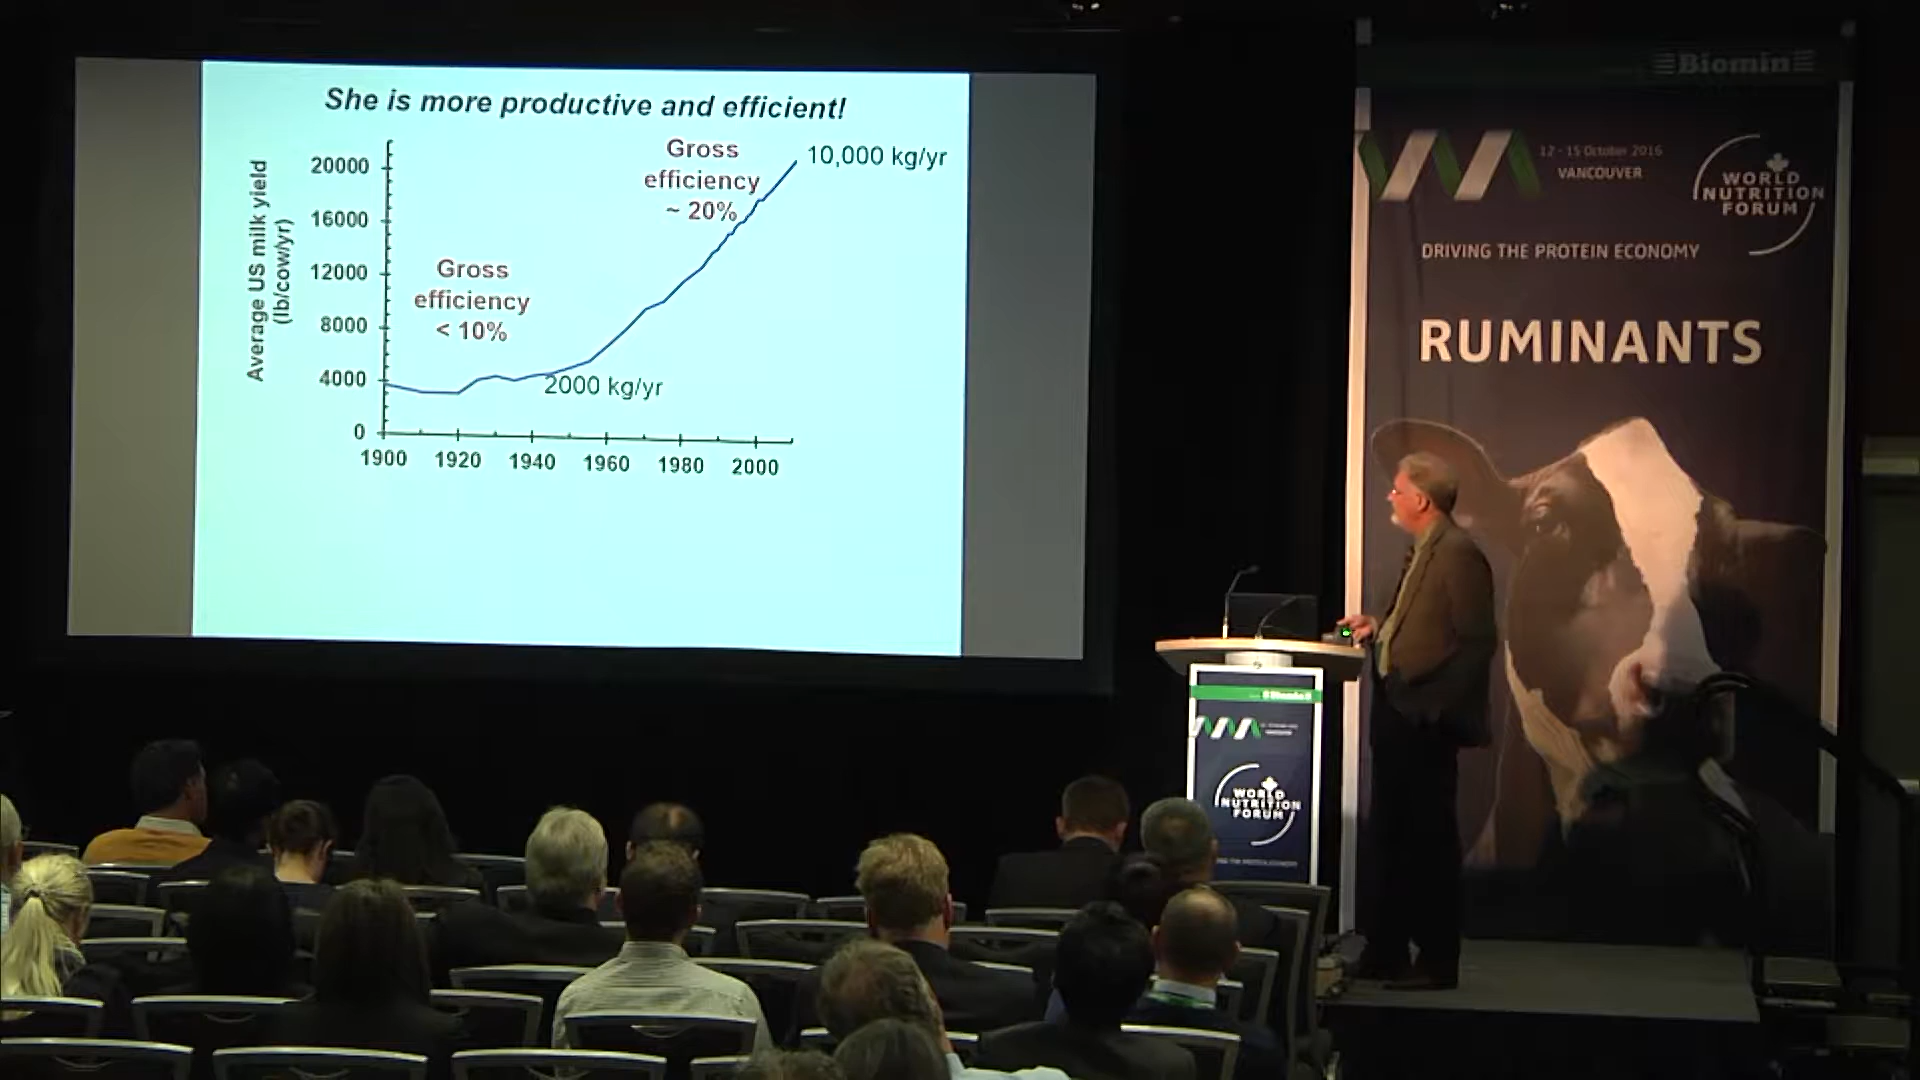 She is more productive and efficient!
Average US milk yield
(lb/cow/yr)
20000
16000
12000
8000
4000
0
1900
1920
1940
1960
1980
2000
Gross
efficiency
< 10%
2000 kg/yr
Gross
efficiency
~ 20%
10,000 kg/yr
Biomin
12 - 15 October 2016
VANCOUVER
WORLD
NUTRITION
FORUM
DRIVING THE PROTEIN ECONOMY
RUMINANTS
Biomin
VANCOUVER
WORLD
NUTRITION
FORUM